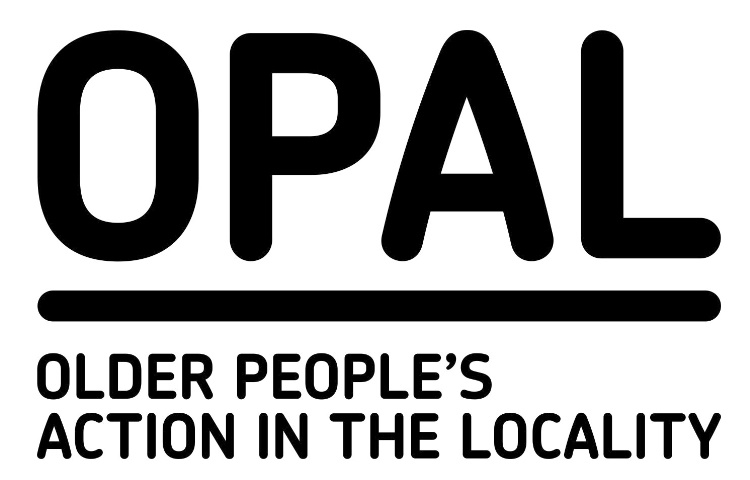 OPAL
OLDER PEOPLE’S
ACTION IN THE LOCALITY